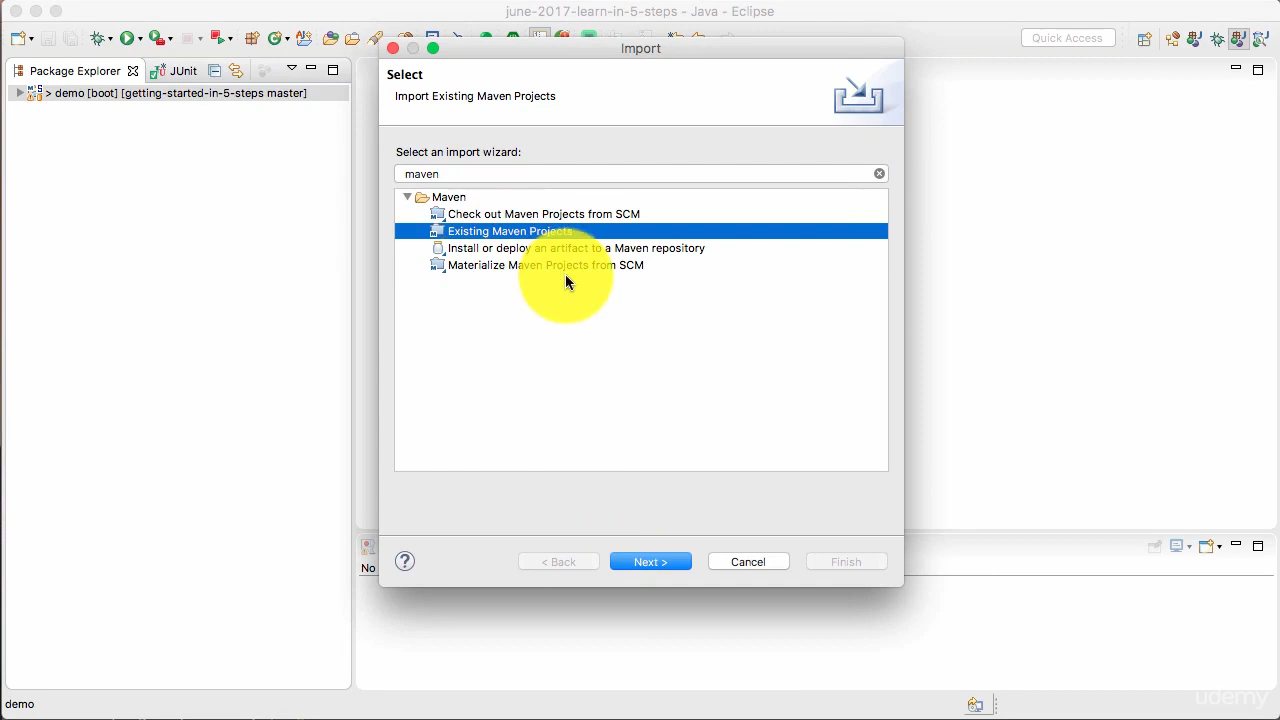 june-2017-learn-in-5-steps - Java - Eclipse
Import
Quick Access
Package Explorer
JUnit
> demo [boot] [getting-started-in-5-steps master]
Select
Import Existing Maven Projects
Select an import wizard:
maven
Maven
Check out Maven Projects from SCM
Existing Maven Projects
Install or deploy an artifact to a Maven repository
Materialize Maven Projects from SCM
?
< Back
Next >
Cancel
Finish
No
demo
udemy